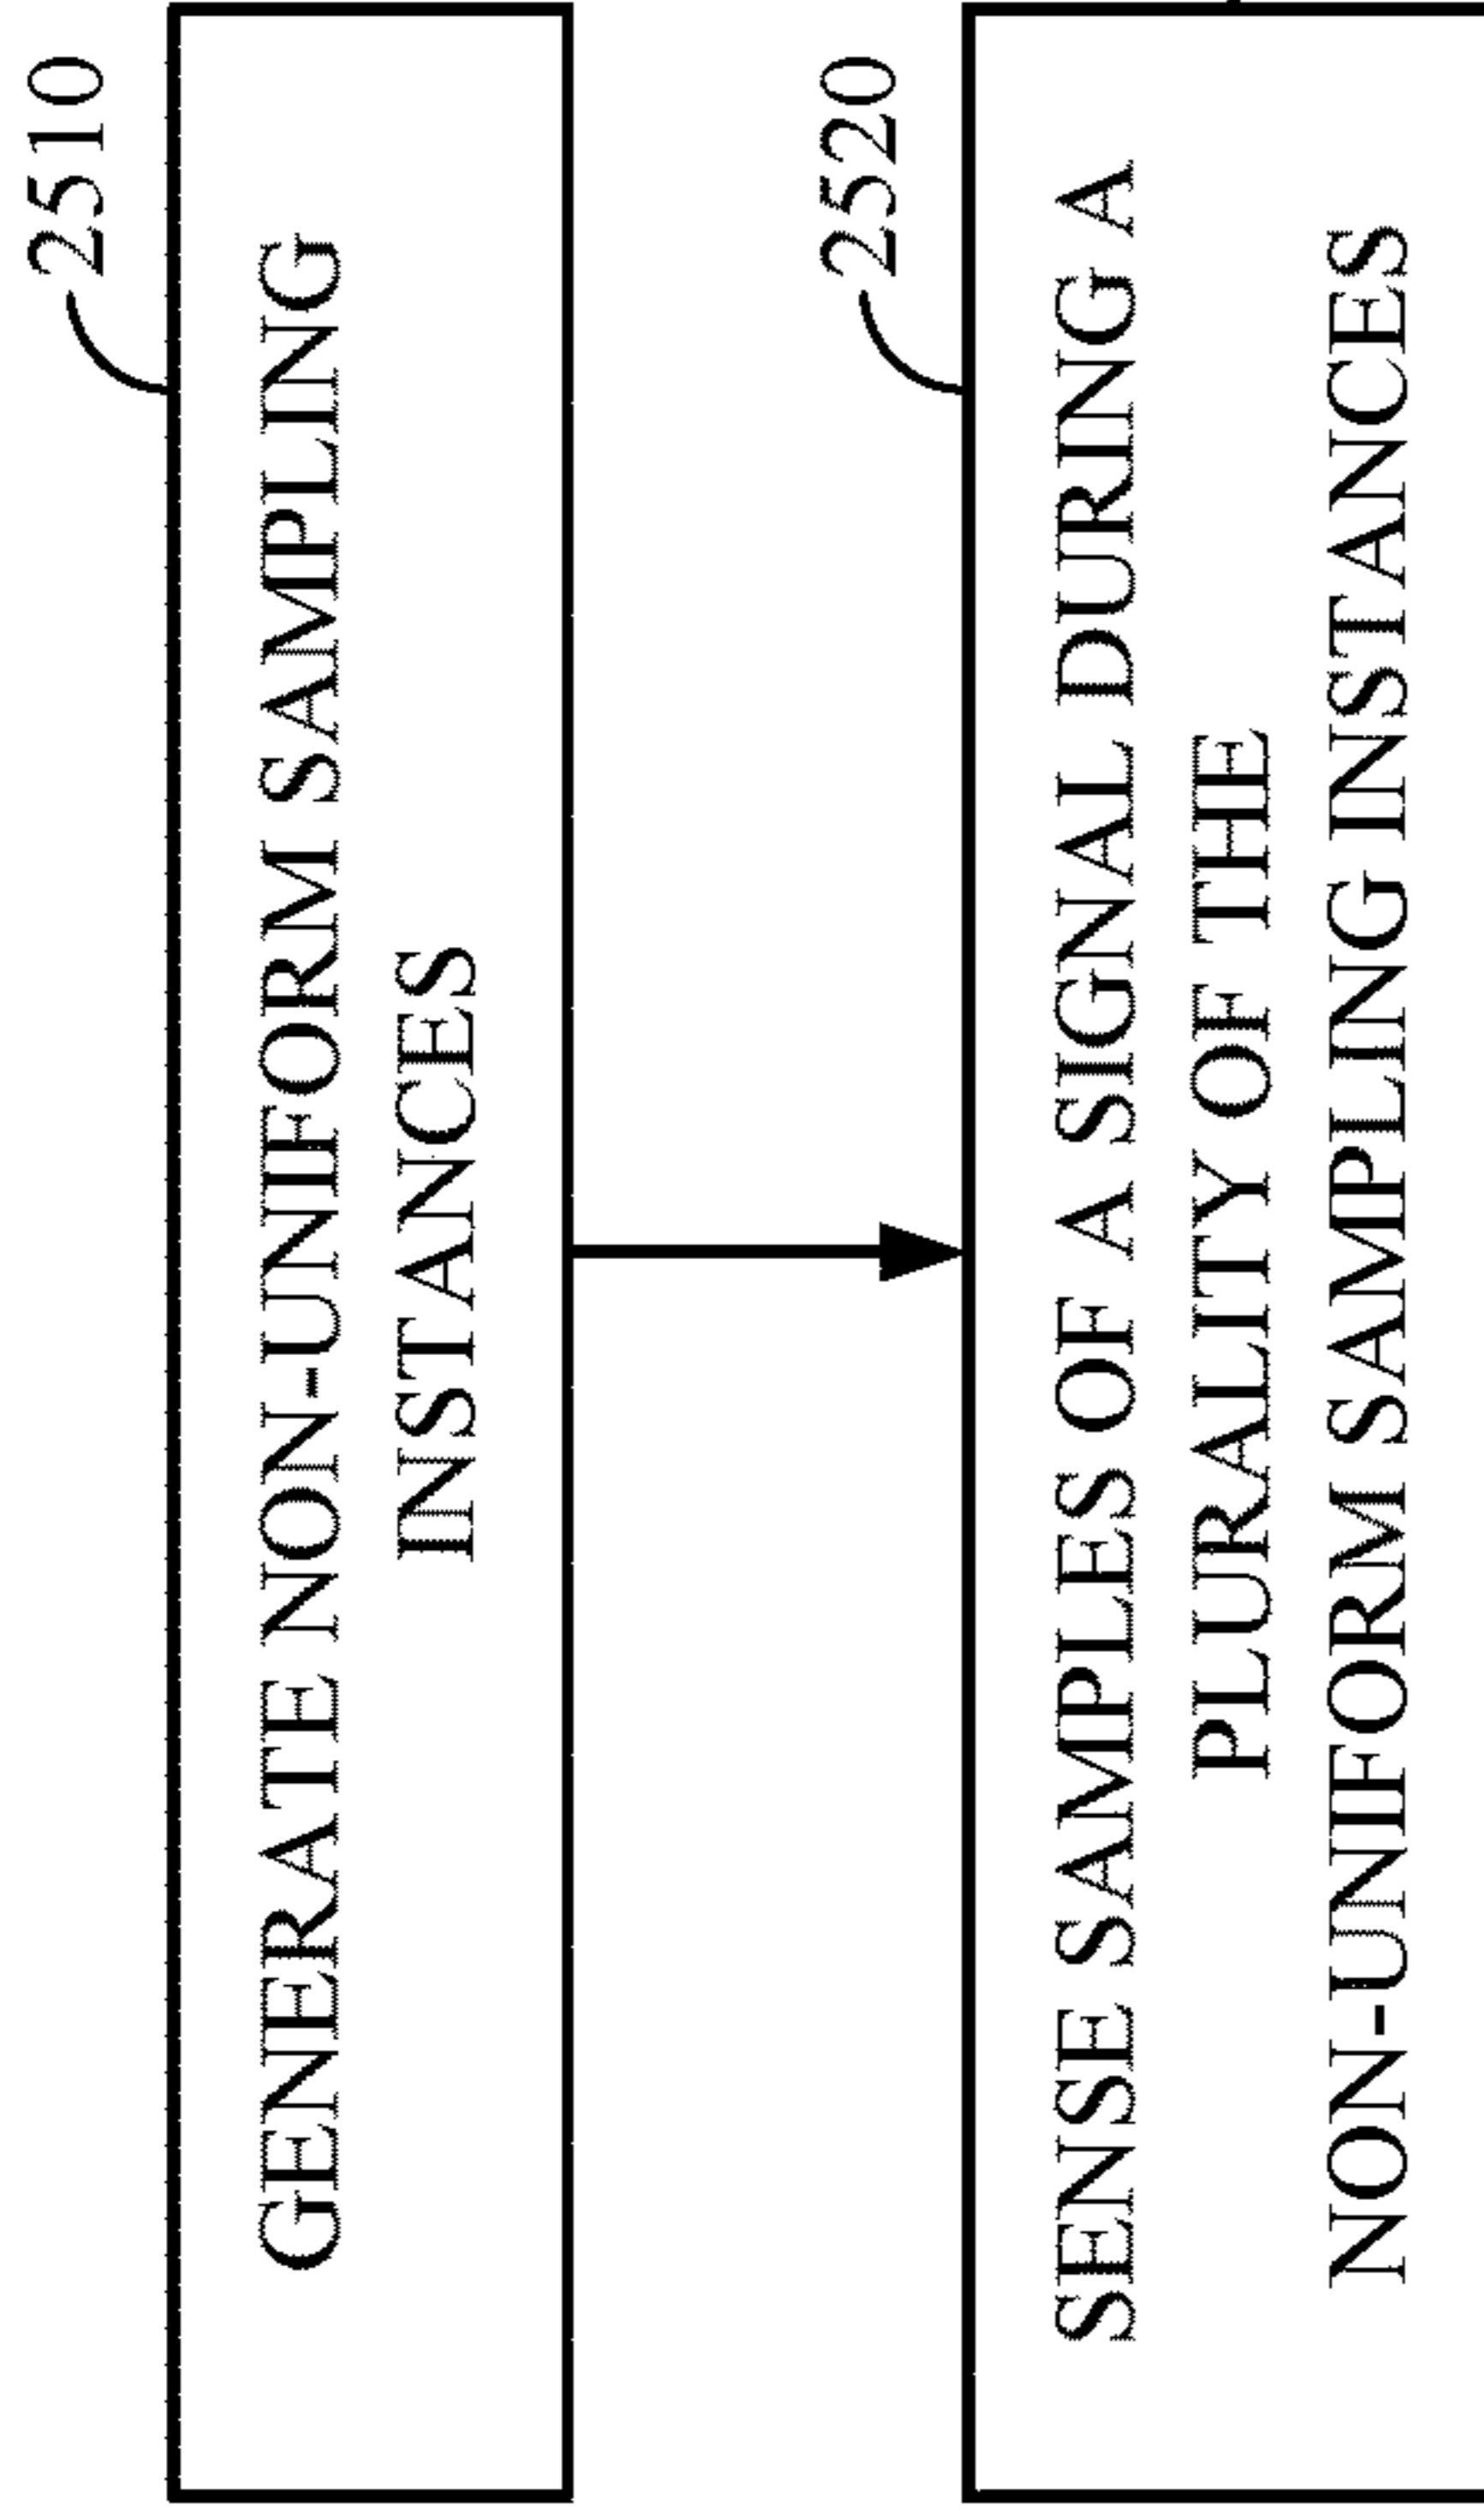 2510
GENERATE NON-UNIFORM SAMPLING
INSTANCES
2520
SENSE SAMPLES OF A SIGNAL DURING A
PLURALITY OF THE
NON-UNIFORM SAMPLING INSTANCES